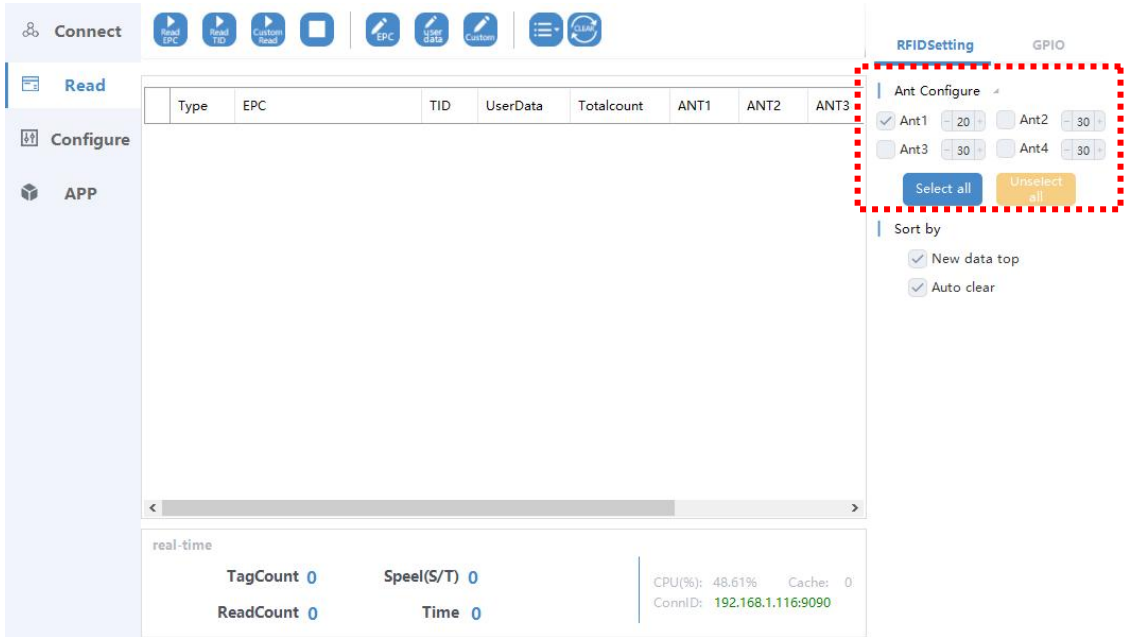 Connect
Read
Configure
APP
Read EPC
Read TID
Custom Read
EPC
user data
Custom
CLEAR
Type EPC TID UserData Totalcount ANT1 ANT2 ANT3
RFIDSetting GPIO
Ant Configure
Ant1 - 20 + Ant2 - 30 +
Ant3 - 30 + Ant4 - 30 +
Select all
Unselect
all
Sort by
New data top
Auto clear
real-time
TagCount 0 Speel(S/T) 0
ReadCount 0 Time 0
CPU(%): 48.61% Cache: 0
ConnID: 192.168.1.116:9090